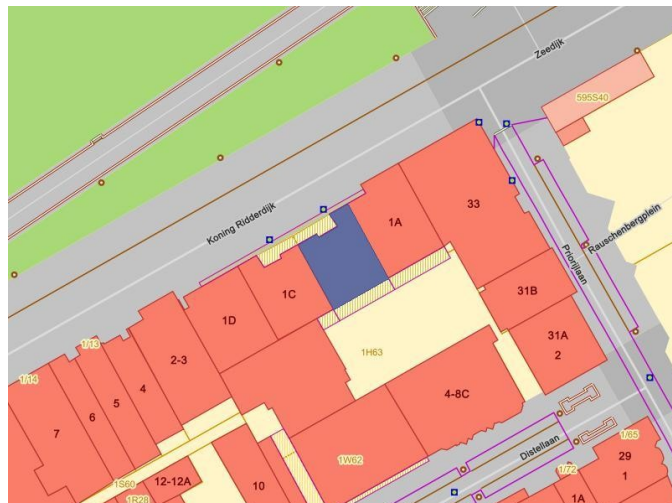 Zeedijk
595S40
Koning Ridderdijk
1A
33
Rauschenbergplein
Priorijlaan
1C
31B
1D
31A
2
1/13
2-3
1H63
1/14
4
5
6
7
4-8C
Distellaan
1/65
1W62
29
1/72
1
1S60
12-12A
10
1R28
1A